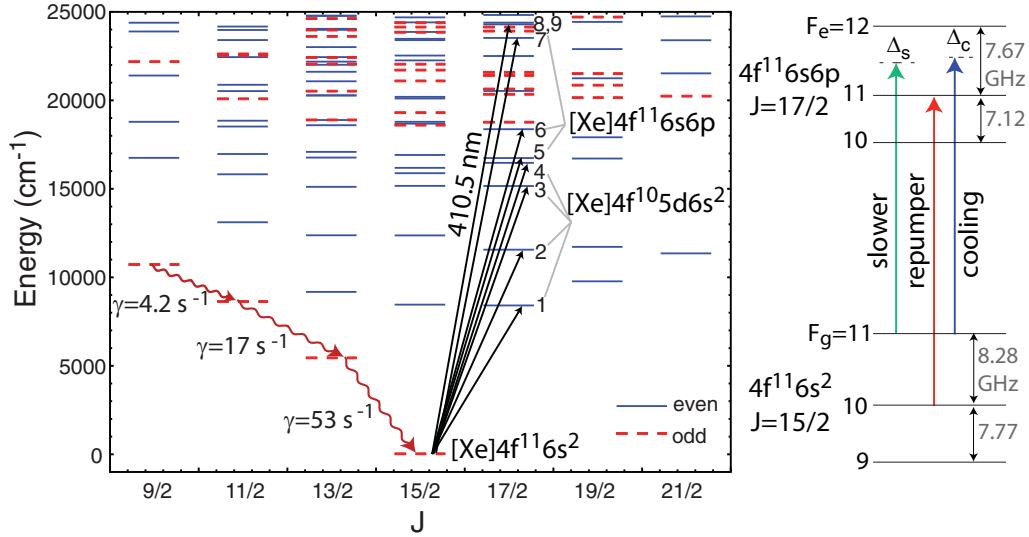 25000
20000
15000
10000
5000
0
Energy (cm⁻¹)
9/2 11/2 13/2 15/2 17/2 19/2 21/2
J
8,9
7
6
5
4
3
2
1
410.5 nm
[Xe]4f¹¹6s6p
[Xe]4f¹⁰5d6s²
[Xe]4f¹¹6s²
γ=4.2 s⁻¹
γ=17 s⁻¹
γ=53 s⁻¹
even
odd
Fₑ=12
Δₛ
Δ꜀
7.67
GHz
4f¹¹6s6p
J=17/2
11
7.12
10
slower
repumper
cooling
F_g=11
8.28
GHz
4f¹¹6s²
J=15/2
10
7.77
9